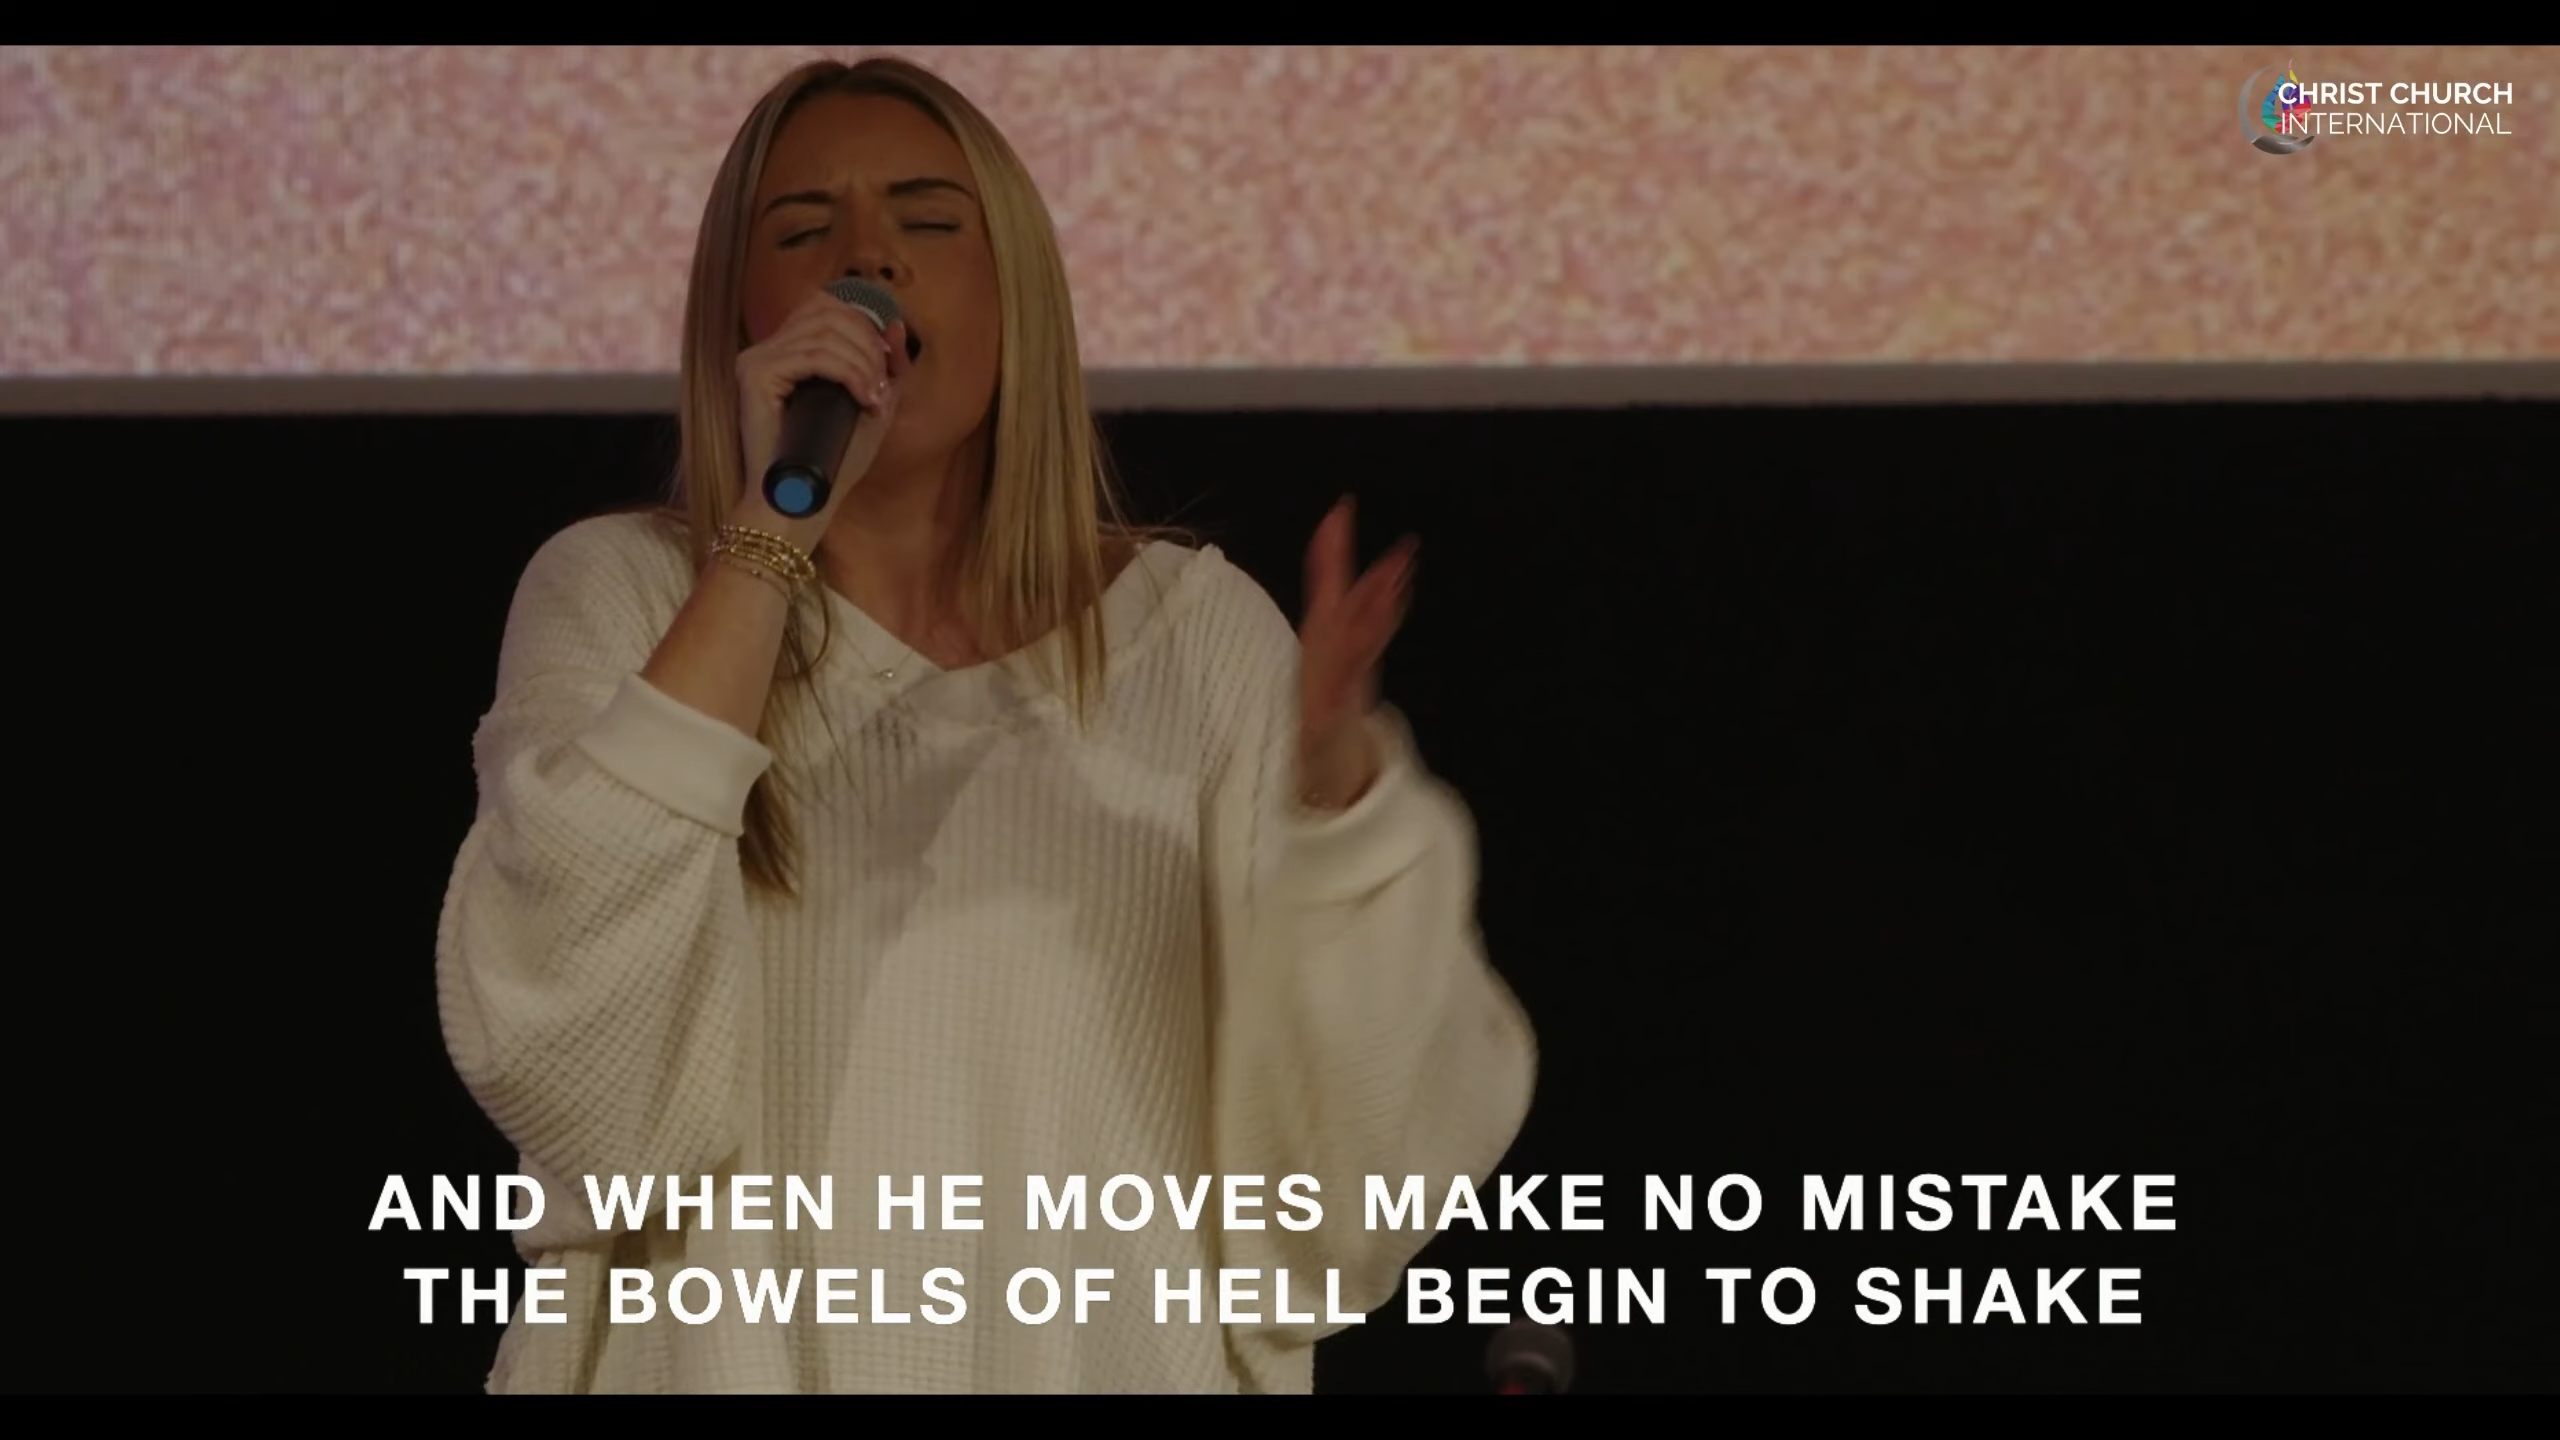 CHRIST CHURCH
INTERNATIONAL
AND WHEN HE MOVES MAKE NO MISTAKE
THE BOWELS OF HELL BEGIN TO SHAKE